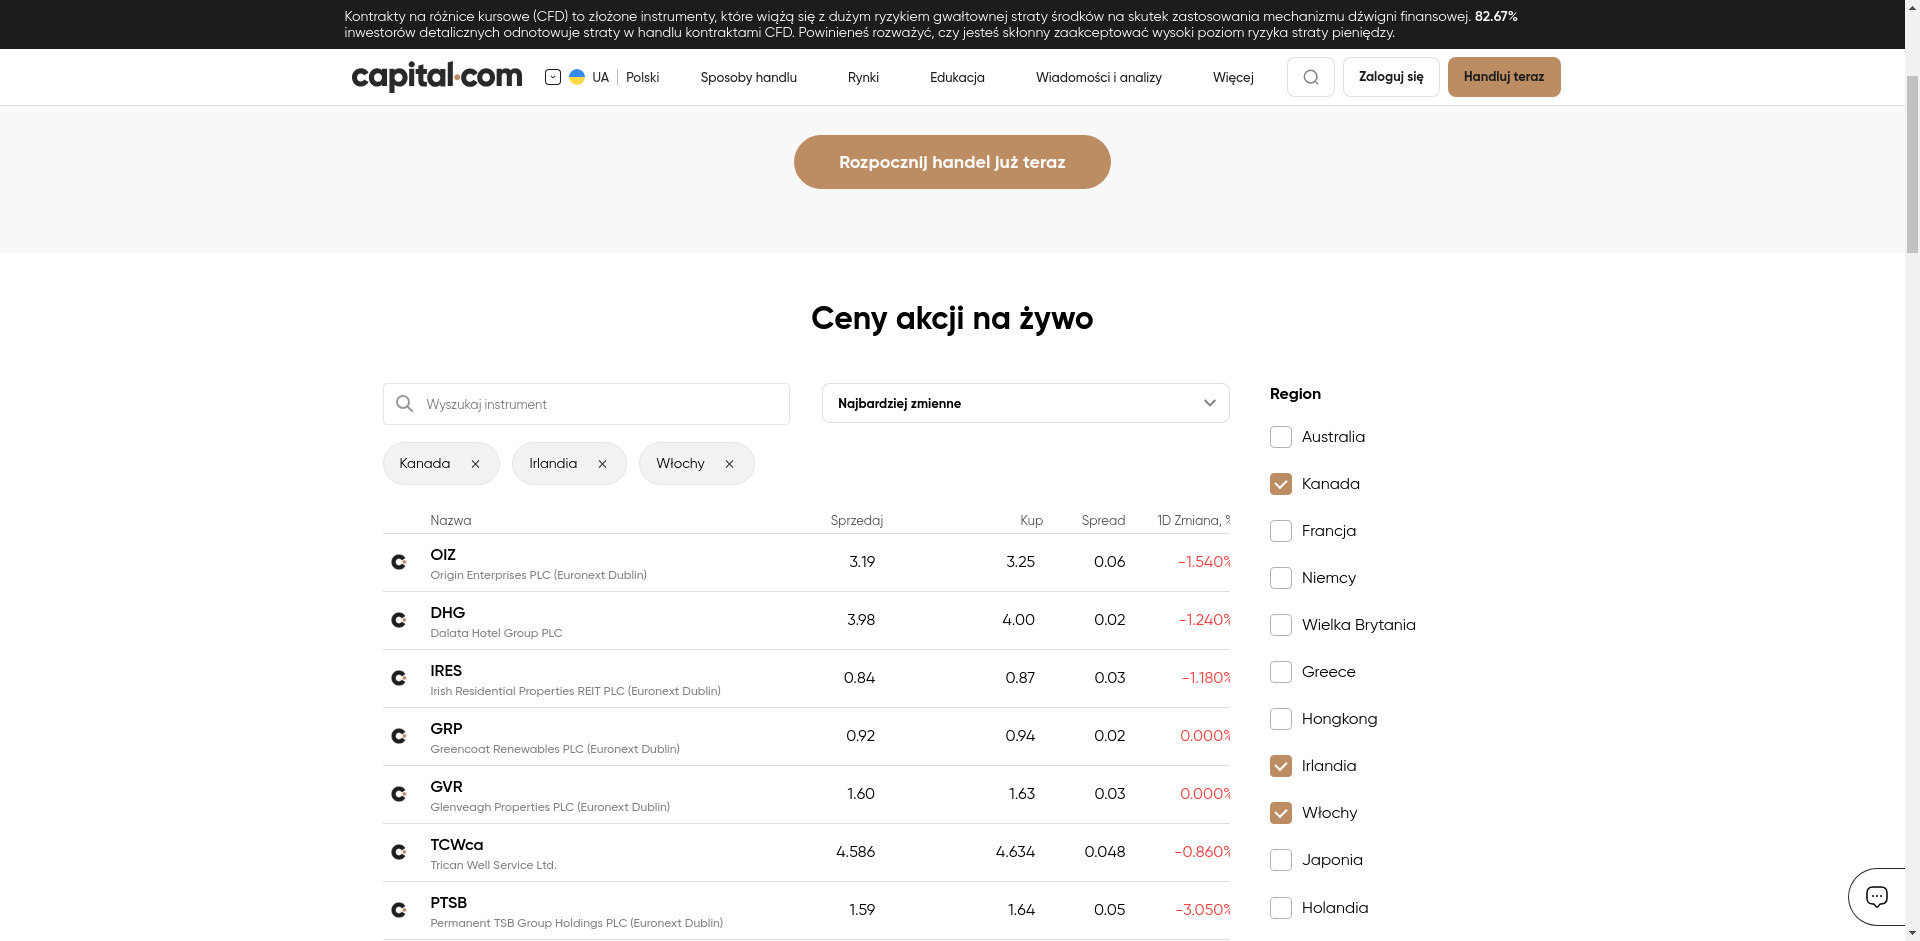 Kontrakty na różnice kursowe (CFD) to złożone instrumenty, które wiążą się z dużym ryzykiem gwałtownej straty środków na skutek zastosowania mechanizmu dźwigni finansowej. 82.67%
inwestorów detalicznych odnotowuje straty w handlu kontraktami CFD. Powinieneś rozważyć, czy jesteś skłonny zaakceptować wysoki poziom ryzyka straty pieniędzy.
capital.com UA Polski Sposoby handlu Rynki Edukacja Wiadomości i analizy Więcej Zaloguj się Handluj teraz
Rozpocznij handel już teraz
Ceny akcji na żywo
Wyszukaj instrument
Najbardziej zmienne
Kanada Irlandia Włochy
Nazwa Sprzedaj Kup Spread 1D Zmiana, %
OIZ
Origin Enterprises PLC (Euronext Dublin)
3.19 3.25 0.06 -1.540%
DHG
Dalata Hotel Group PLC
3.98 4.00 0.02 -1.240%
IRES
Irish Residential Properties REIT PLC (Euronext Dublin)
0.84 0.87 0.03 -1.180%
GRP
Greencoat Renewables PLC (Euronext Dublin)
0.92 0.94 0.02 0.000%
GVR
Glenveagh Properties PLC (Euronext Dublin)
1.60 1.63 0.03 0.000%
TCWca
Trican Well Service Ltd.
4.586 4.634 0.048 -0.860%
PTSB
Permanent TSB Group Holdings PLC (Euronext Dublin)
1.59 1.64 0.05 -3.050%
Region
Australia
Kanada
Francja
Niemcy
Wielka Brytania
Greece
Hongkong
Irlandia
Włochy
Japonia
Holandia